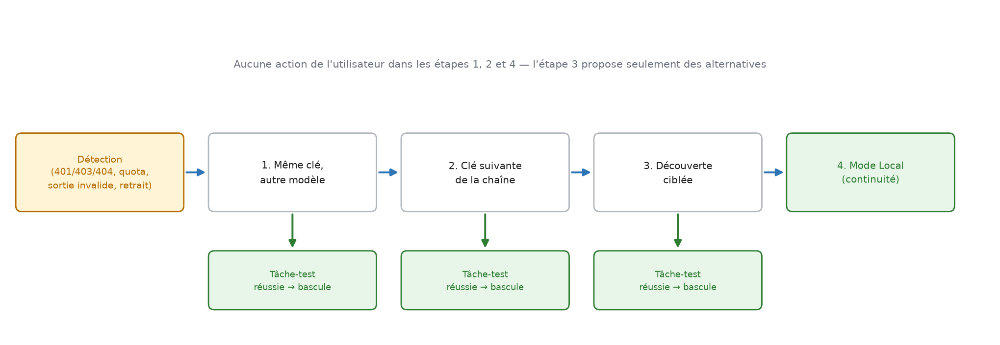 Aucune action de l'utilisateur dans les étapes 1, 2 et 4 — l'étape 3 propose seulement des alternatives
Détection
(401/403/404, quota,
sortie invalide, retrait)
1. Même clé,
autre modèle
2. Clé suivante
de la chaîne
3. Découverte
ciblée
4. Mode Local
(continuité)
Tâche-test
réussie → bascule
Tâche-test
réussie → bascule
Tâche-test
réussie → bascule